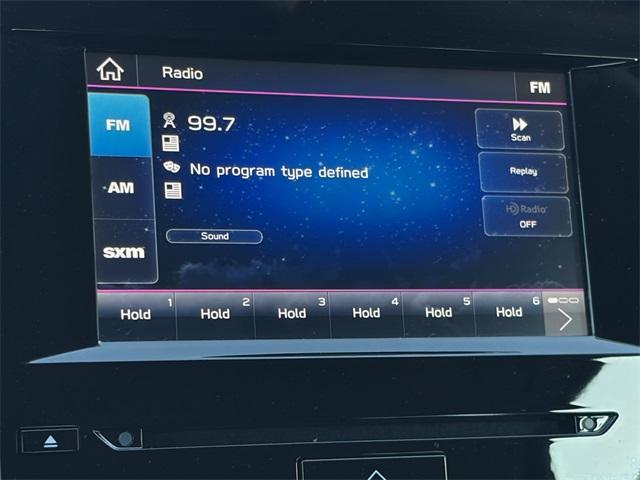 Radio
FM
FM
99.7
Scan
No program type defined
Replay
AM
HD Radio
OFF
Sound
sxm
1 2 3 4 5 6
Hold Hold Hold Hold Hold Hold